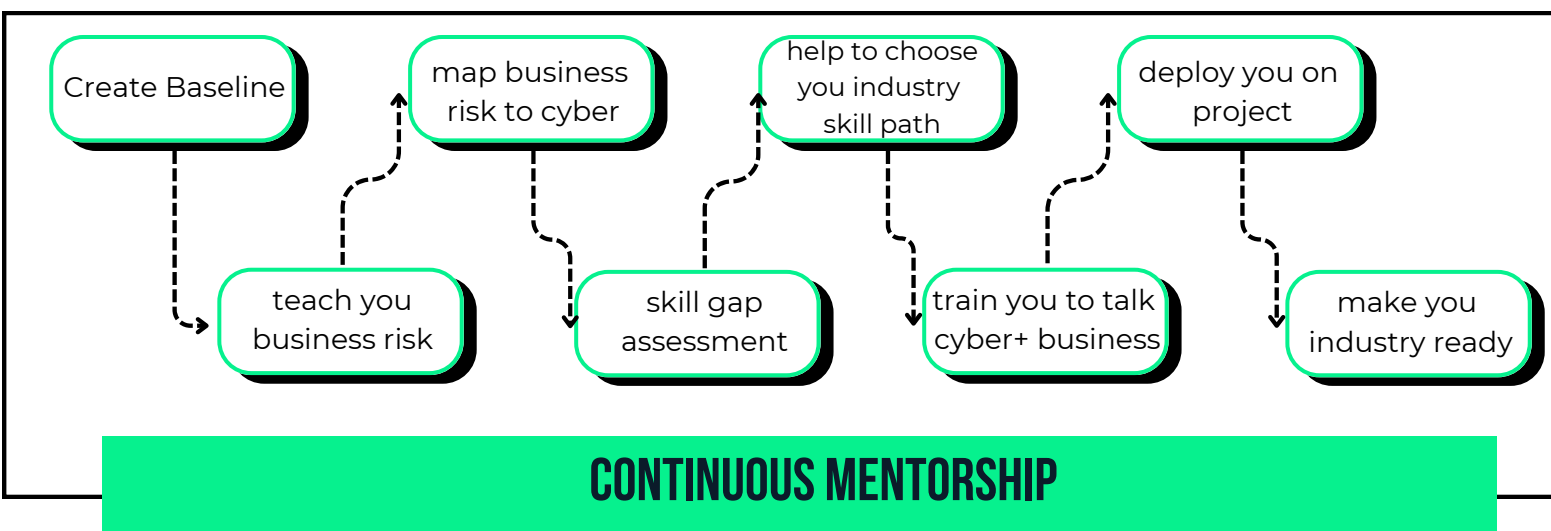 Create Baseline
teach you
business risk
map business
risk to cyber
skill gap
assessment
help to choose
you industry
skill path
train you to talk
cyber+ business
deploy you on
project
make you
industry ready
CONTINUOUS MENTORSHIP